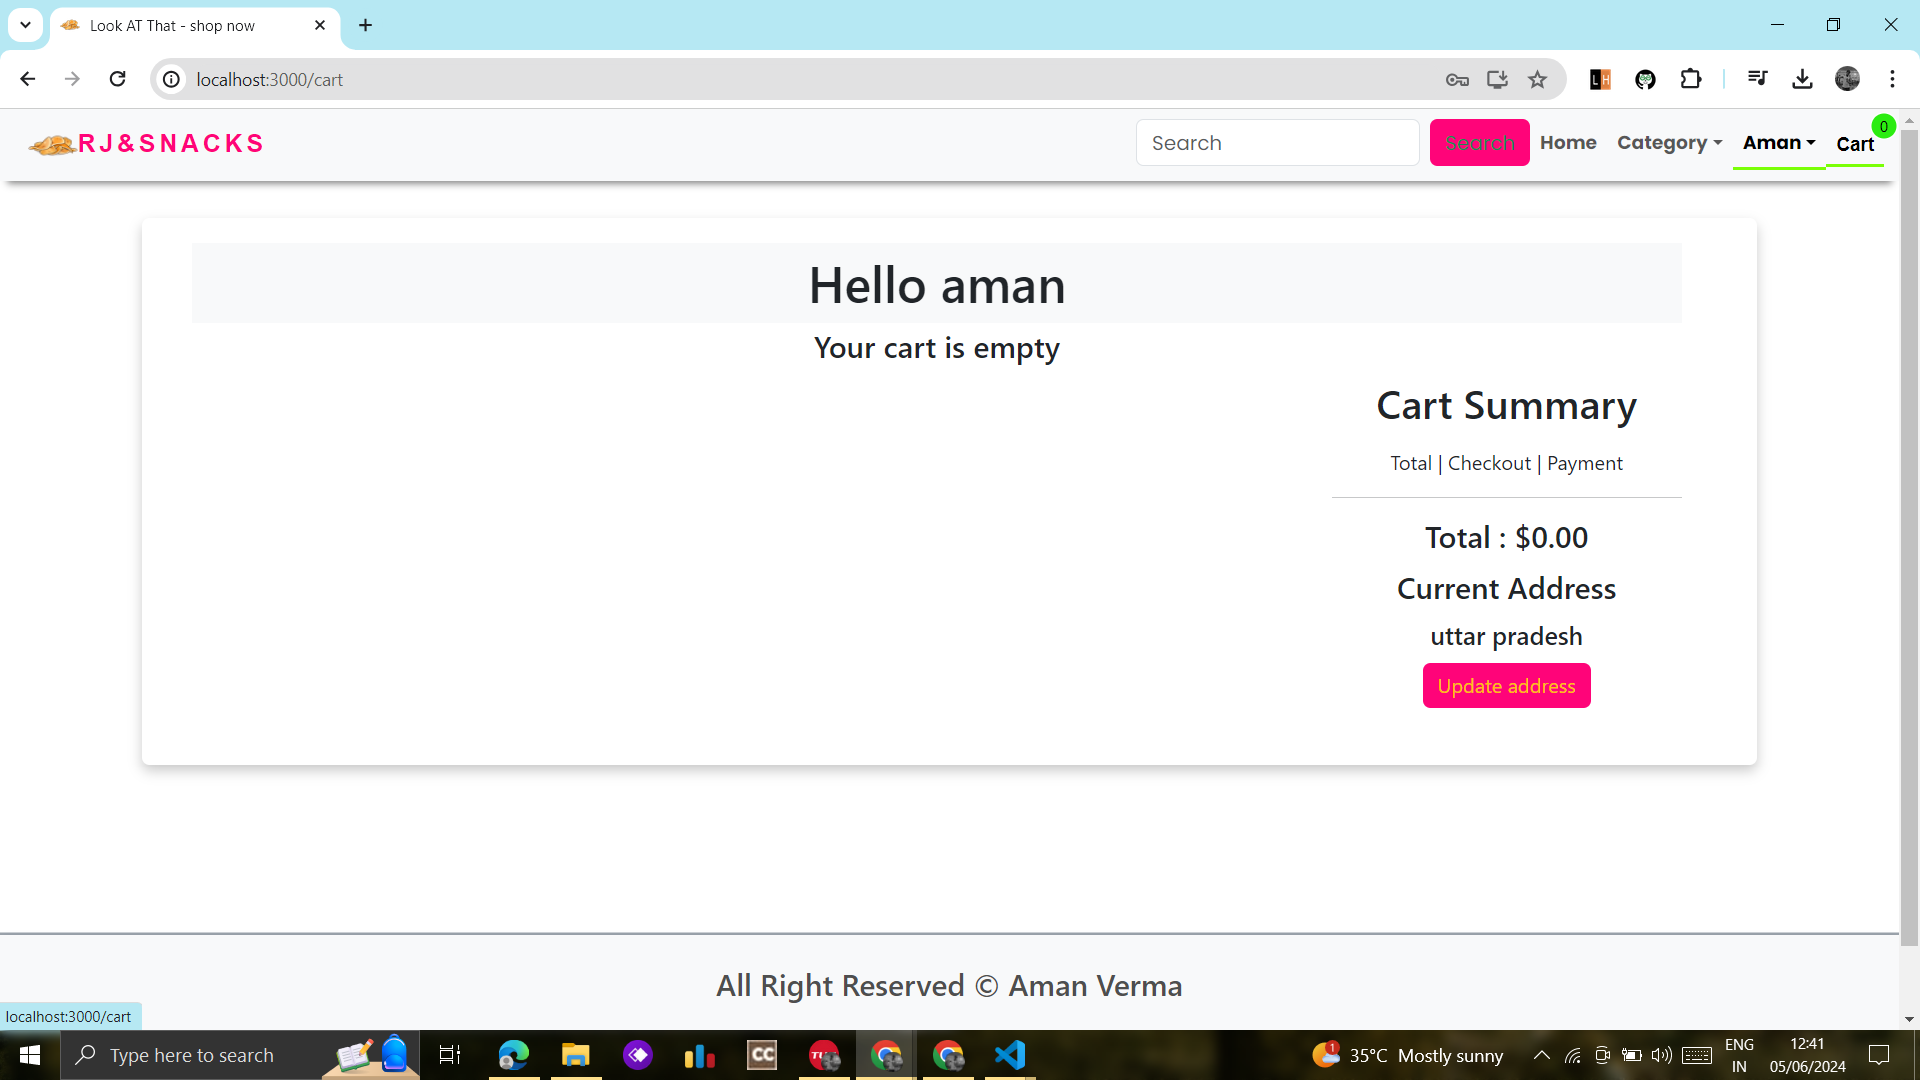 Look AT That - shop now
localhost:3000/cart
LH
RJ&SNACKS
Search
Search
Home
Category
Aman
Cart
0
Hello aman
Your cart is empty
Cart Summary
Total | Checkout | Payment
Total : $0.00
Current Address
uttar pradesh
Update address
All Right Reserved © Aman Verma
localhost:3000/cart
Type here to search
CC
1
35°C Mostly sunny
ENG
IN
12:41
05/06/2024